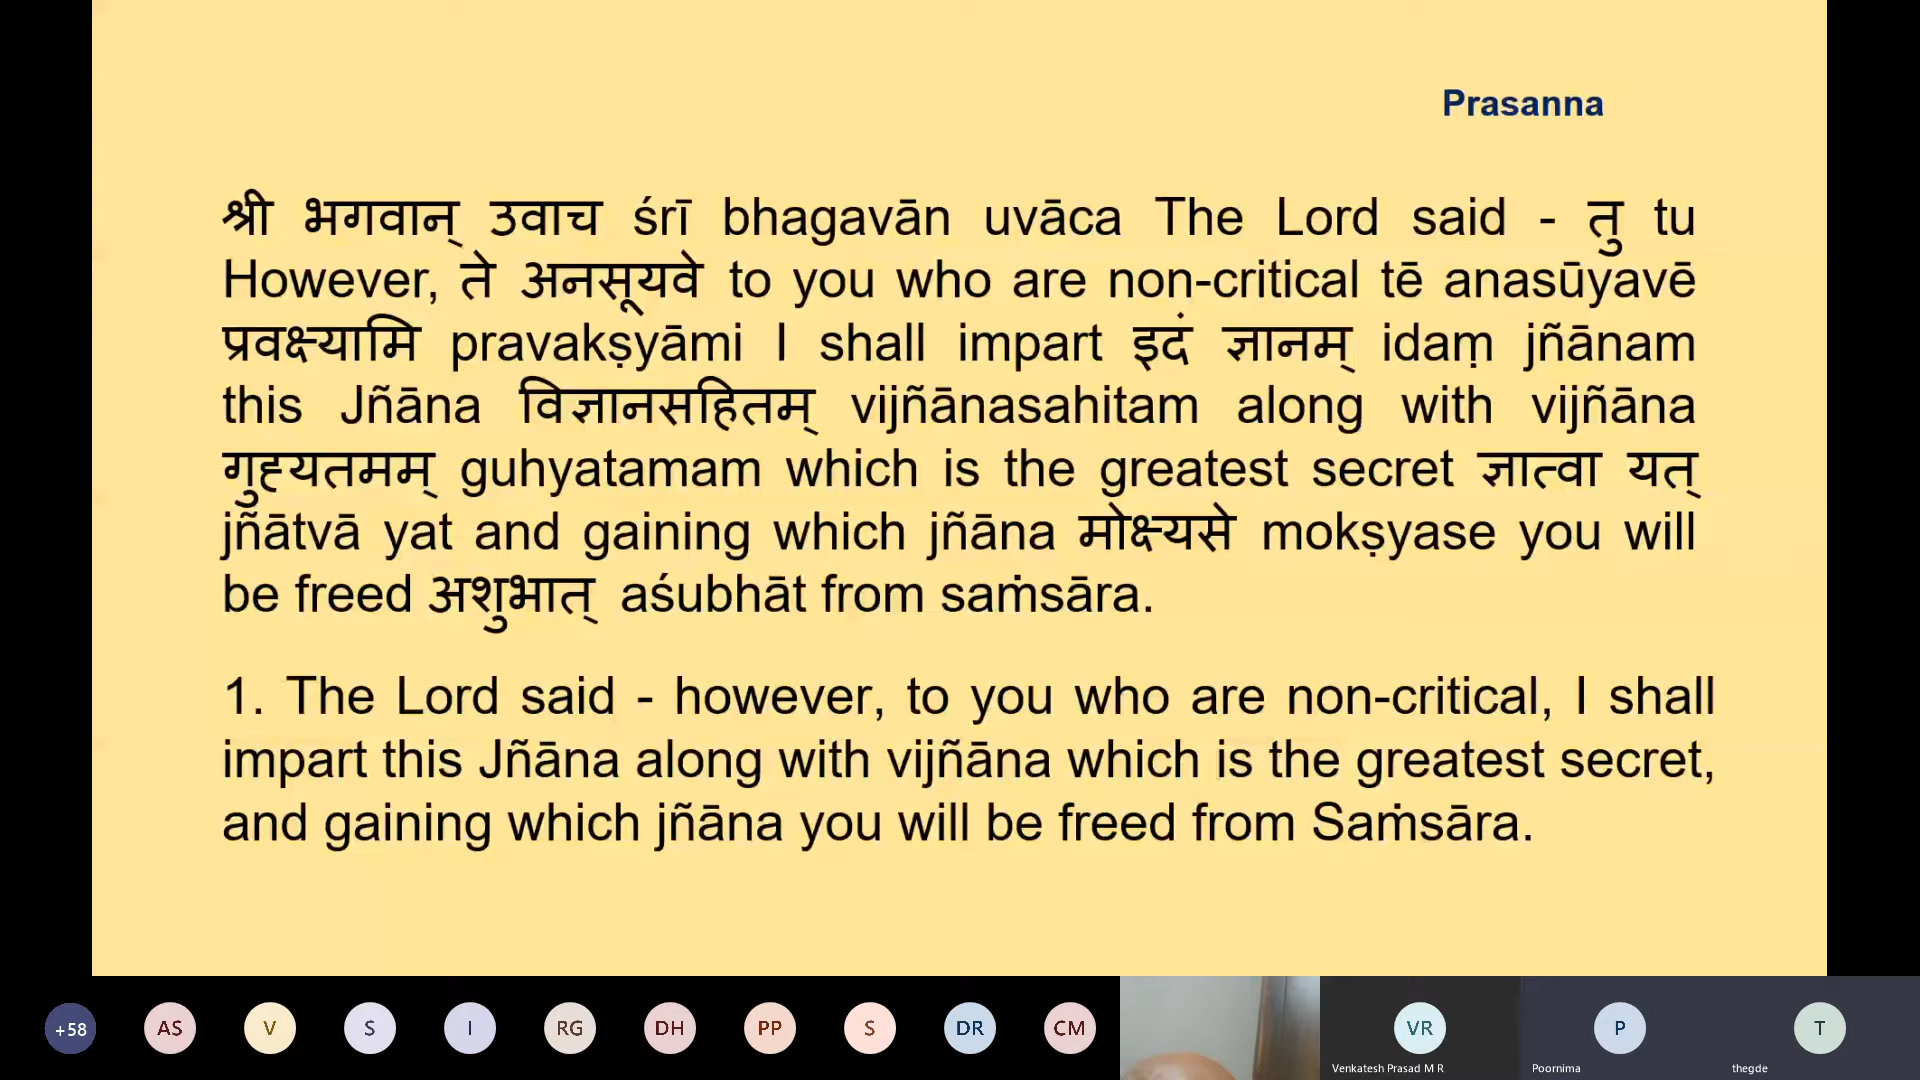 Prasanna
श्री भगवान् उवाच śrī bhagavān uvāca The Lord said - तु tu
However, ते अनसूयवे to you who are non-critical tē anasūyavē
प्रवक्ष्यामि pravakṣyāmi I shall impart इदं ज्ञानम् idaṃ jñānam
this Jñāna विज्ञानसहितम् vijñānasahitam along with vijñāna
गुह्यतमम् guhyatamam which is the greatest secret ज्ञात्वा यत्
jñātvā yat and gaining which jñāna मोक्ष्यसे mokṣyase you will
be freed अशुभात् aśubhāt from saṁsāra.
1. The Lord said - however, to you who are non-critical, I shall
impart this Jñāna along with vijñāna which is the greatest secret,
and gaining which jñāna you will be freed from Saṁsāra.
+58 AS V S I RG DH PP S DR CM VR P T
Venkatesh Prasad M R Poornima thegde